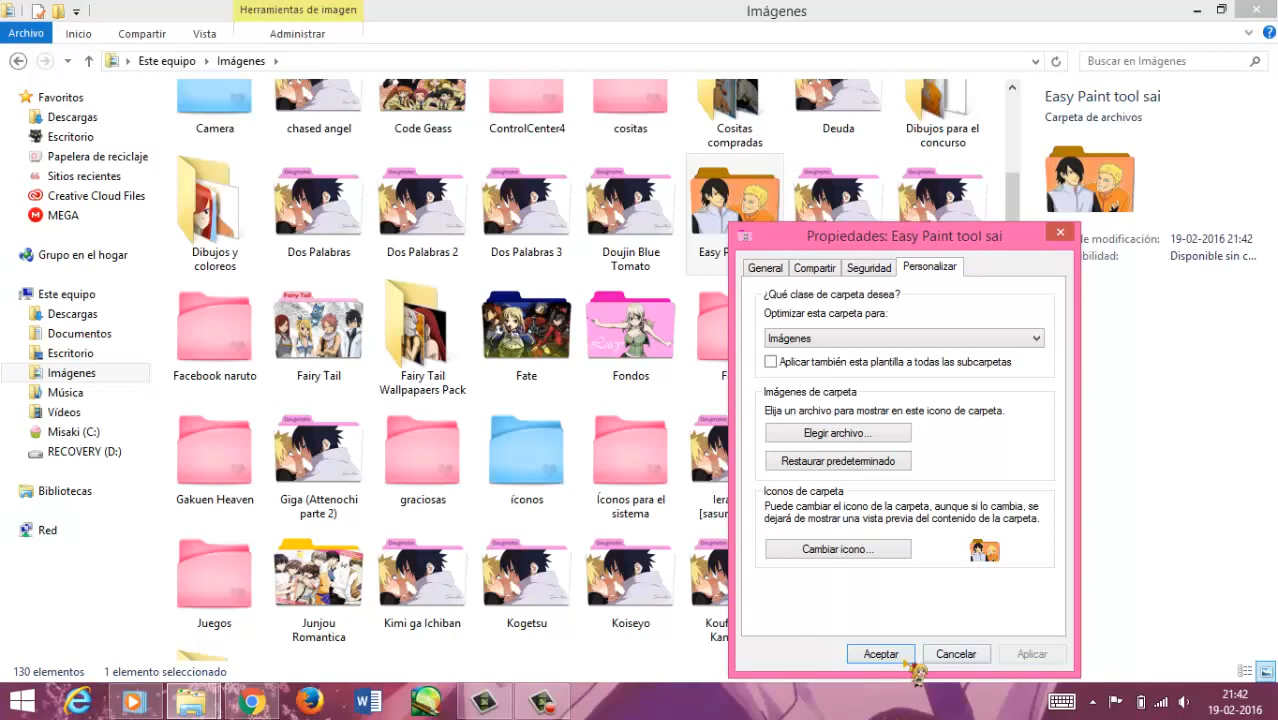 Herramientas de imagen
Imágenes
Archivo
Inicio
Compartir
Vista
Administrar
Este equipo
Imágenes
Buscar en Imágenes
Favoritos
Descargas
Escritorio
Papelera de reciclaje
Sitios recientes
Creative Cloud Files
MEGA
Grupo en el hogar
Este equipo
Descargas
Documentos
Escritorio
Imágenes
Música
Vídeos
Misaki (C:)
RECOVERY (D:)
Bibliotecas
Red
Camera
chased angel
Code Geass
ControlCenter4
cositas
Cositas
compradas
Deuda
Dibujos para el
concurso
Dibujos y
coloreos
Dos Palabras
Dos Palabras 2
Dos Palabras 3
Doujin Blue
Tomato
Easy P
Facebook naruto
Fairy Tail
Fairy Tail
Fairy Tail
Wallpapaers Pack
Fate
Lucy
Fondos
F
Gakuen Heaven
Giga (Attenochi
parte 2)
graciosas
íconos
Íconos para el
sistema
Iera
[sasur
Juegos
Junjou
Romantica
Kimi ga Ichiban
Kogetsu
Koiseyo
Kouf
Kan
Easy Paint tool sai
Carpeta de archivos
de modificación:
19-02-2016 21:42
bilidad:
Disponible sin c...
Propiedades: Easy Paint tool sai
General
Compartir
Seguridad
Personalizar
¿Qué clase de carpeta desea?
Optimizar esta carpeta para:
Imágenes
Aplicar también esta plantilla a todas las subcarpetas
Imágenes de carpeta
Elija un archivo para mostrar en este icono de carpeta.
Elegir archivo...
Restaurar predeterminado
Iconos de carpeta
Puede cambiar el icono de la carpeta, aunque si lo cambia, se
dejará de mostrar una vista previa del contenido de la carpeta.
Cambiar icono...
Aceptar
Cancelar
Aplicar
130 elementos
1 elemento seleccionado
21:42
19-02-2016